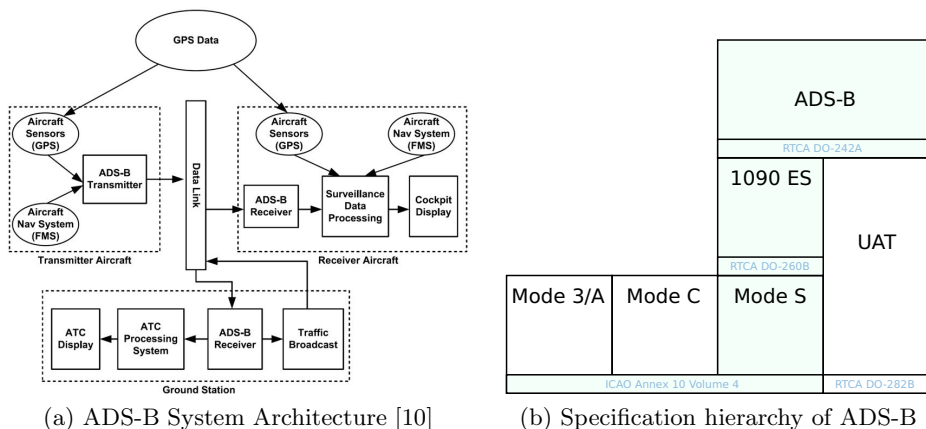 GPS Data
Aircraft
Sensors
(GPS)
ADS-B
Transmitter
Aircraft
Nav System
(FMS)
Transmitter Aircraft
Data Link
Aircraft
Sensors
(GPS)
Aircraft
Nav System
(FMS)
ADS-B
Receiver
Surveillance
Data
Processing
Cockpit
Display
Receiver Aircraft
ATC
Display
ATC
Processing
System
ADS-B
Receiver
Traffic
Broadcast
Ground Station
(a) ADS-B System Architecture [10]
ADS-B
RTCA DO-242A
1090 ES
UAT
RTCA DO-260B
Mode 3/A
Mode C
Mode S
ICAO Annex 10 Volume 4
RTCA DO-282B
(b) Specification hierarchy of ADS-B